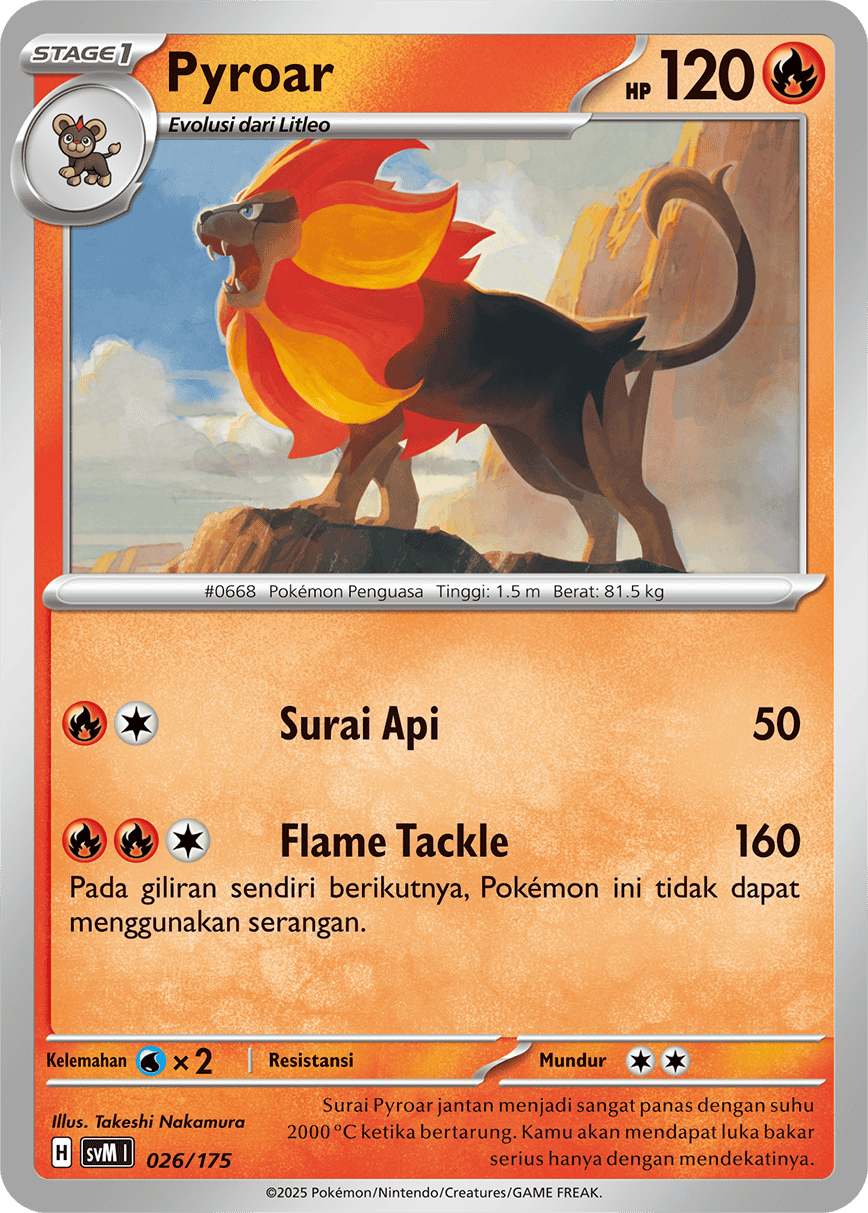 STAGE1
Pyroar
HP 120
Evolusi dari Litleo
#0668 Pokémon Penguasa Tinggi: 1.5 m Berat: 81.5 kg
Surai Api 50
Flame Tackle 160
Pada giliran sendiri berikutnya, Pokémon ini tidak dapat
menggunakan serangan.
Kelemahan ×2 Resistansi Mundur
Illus. Takeshi Nakamura
H svM I 026/175
Surai Pyroar jantan menjadi sangat panas dengan suhu
2000 °C ketika bertarung. Kamu akan mendapat luka bakar
serius hanya dengan mendekatinya.
©2025 Pokémon/Nintendo/Creatures/GAME FREAK.